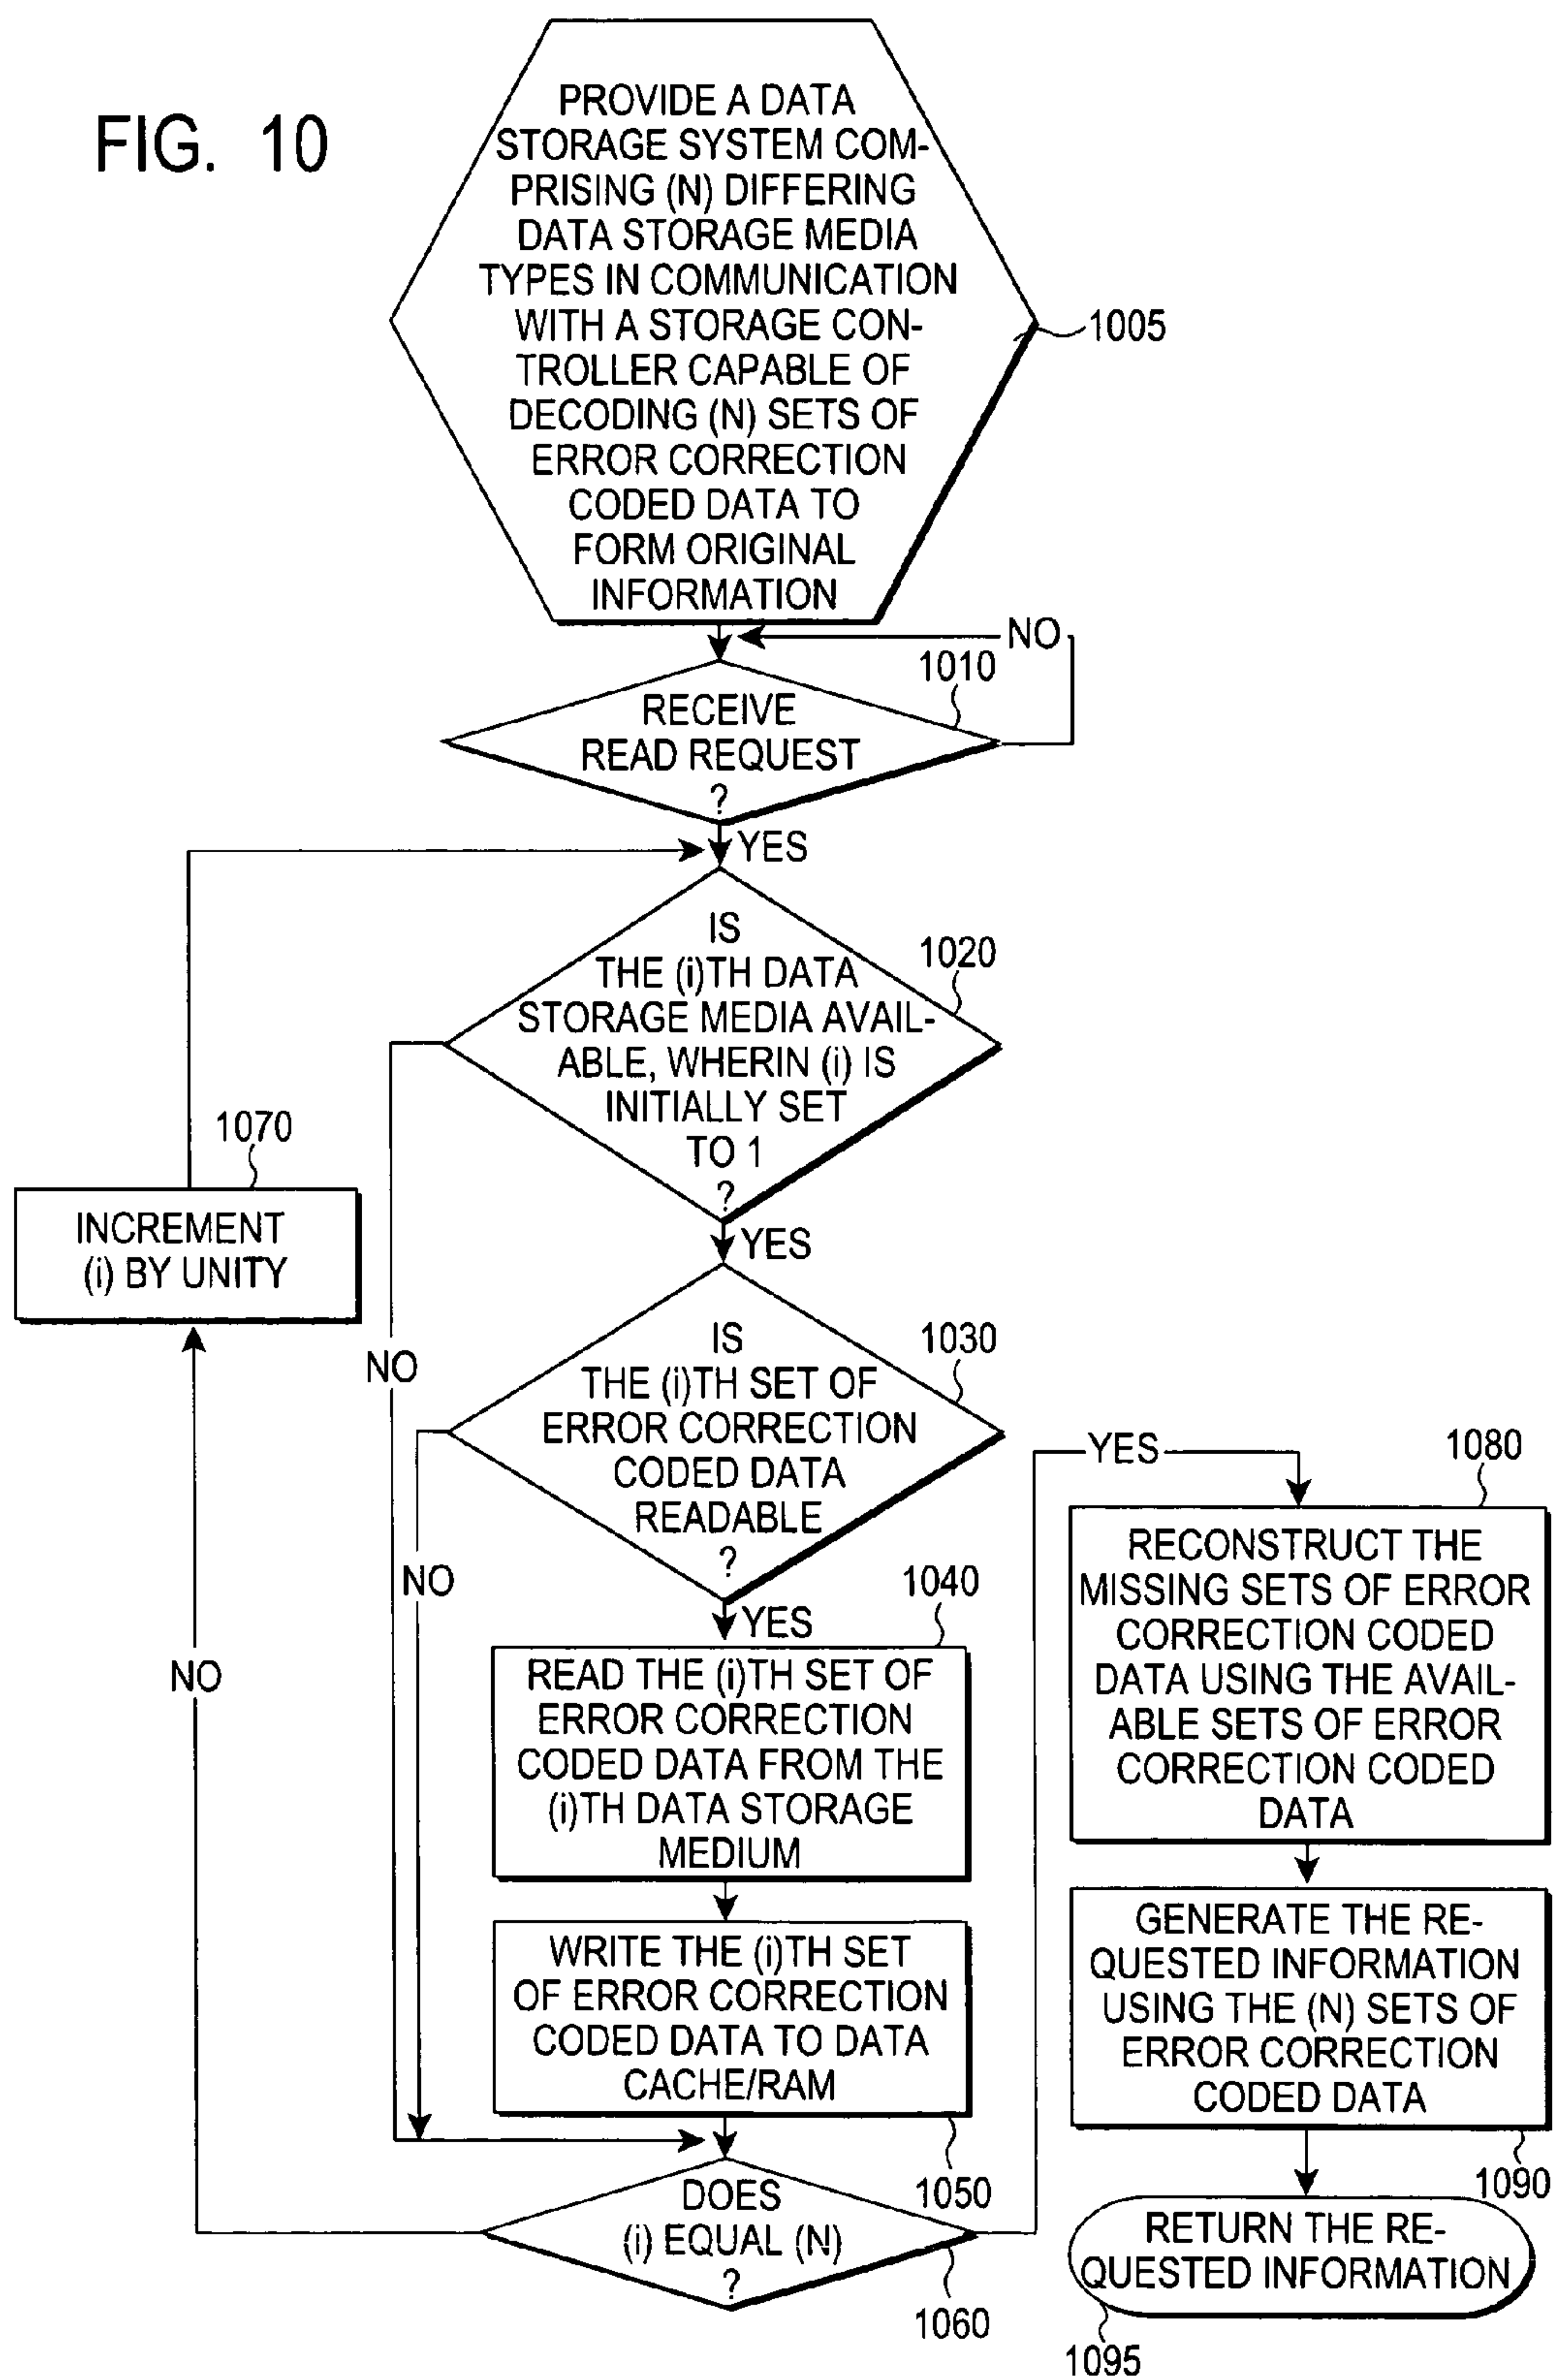 FIG. 10
PROVIDE A DATA
STORAGE SYSTEM COM-
PRISING (N) DIFFERING
DATA STORAGE MEDIA
TYPES IN COMMUNICATION
WITH A STORAGE CON-
TROLLER CAPABLE OF
DECODING (N) SETS OF
ERROR CORRECTION
CODED DATA TO
FORM ORIGINAL
INFORMATION
1005
NO
1010
RECEIVE
READ REQUEST
?
YES
IS
THE (i)TH DATA
STORAGE MEDIA AVAIL-
ABLE, WHERIN (i) IS
INITIALLY SET
TO 1
?
1020
1070
INCREMENT
(i) BY UNITY
YES
NO
IS
THE (i)TH SET OF
ERROR CORRECTION
CODED DATA
READABLE
?
1030
NO
YES
1040
READ THE (i)TH SET OF
ERROR CORRECTION
CODED DATA FROM THE
(i)TH DATA STORAGE
MEDIUM
NO
WRITE THE (i)TH SET
OF ERROR CORRECTION
CODED DATA TO DATA
CACHE/RAM
1050
DOES
(i) EQUAL (N)
?
1060
YES
1080
RECONSTRUCT THE
MISSING SETS OF ERROR
CORRECTION CODED
DATA USING THE AVAIL-
ABLE SETS OF ERROR
CORRECTION CODED
DATA
GENERATE THE RE-
QUESTED INFORMATION
USING THE (N) SETS OF
ERROR CORRECTION
CODED DATA
1090
RETURN THE RE-
QUESTED INFORMATION
1095